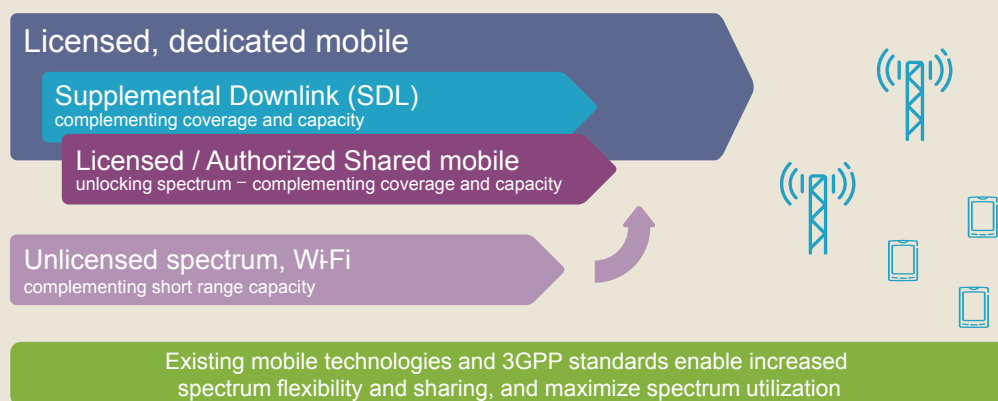 Licensed, dedicated mobile
Supplemental Downlink (SDL)
complementing coverage and capacity
Licensed / Authorized Shared mobile
unlocking spectrum – complementing coverage and capacity
Unlicensed spectrum, Wi-Fi
complementing short range capacity
Existing mobile technologies and 3GPP standards enable increased
spectrum flexibility and sharing, and maximize spectrum utilization